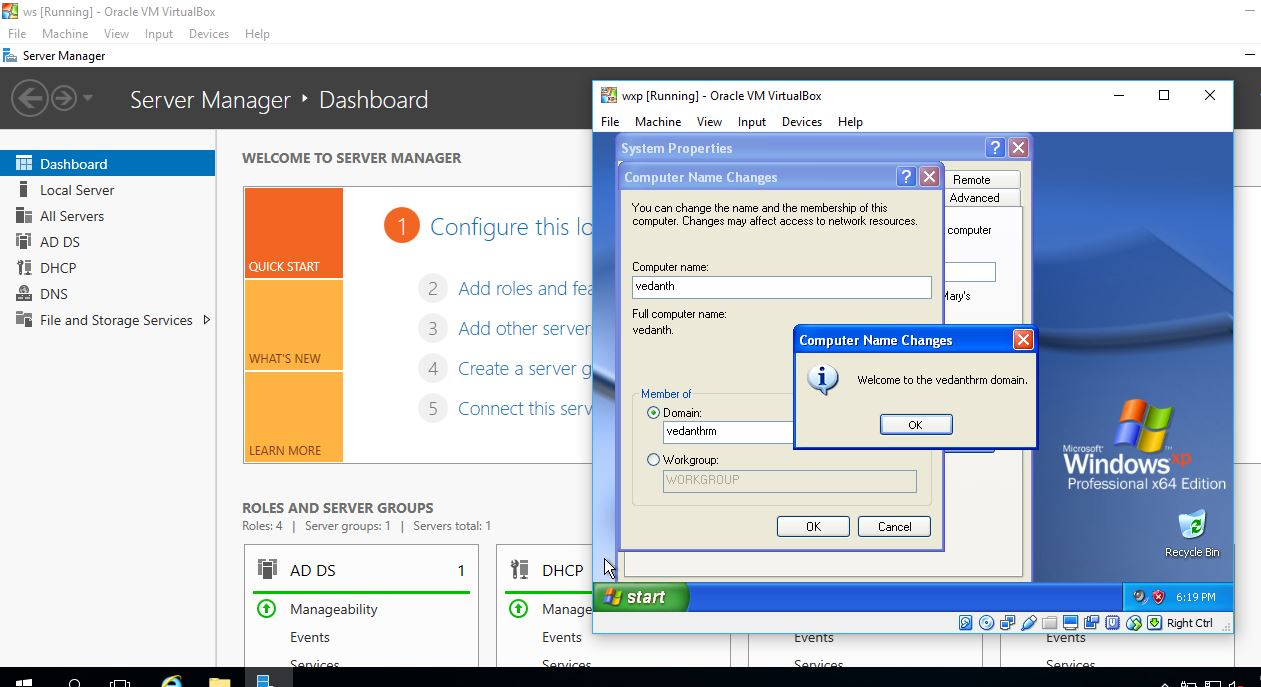 ws [Running] - Oracle VM VirtualBox
File Machine View Input Devices Help
Server Manager
Server Manager Dashboard
Dashboard
Local Server
All Servers
AD DS
DHCP
DNS
File and Storage Services
WELCOME TO SERVER MANAGER
QUICK START
WHAT'S NEW
LEARN MORE
1 Configure this lo
2 Add roles and fea
3 Add other server
4 Create a server g
5 Connect this serv
ROLES AND SERVER GROUPS
Roles: 4 | Server groups: 1 | Servers total: 1
AD DS 1
Manageability
Events
Services
DHCP
Manage
Events
Services
Events
Services
Events
Services
wxp [Running] - Oracle VM VirtualBox
File Machine View Input Devices Help
System Properties
Remote
Advanced
computer
Mary's
Computer Name Changes
You can change the name and the membership of this
computer. Changes may affect access to network resources.
Computer name:
vedanth
Full computer name:
vedanth.
Member of
Domain:
vedanthrm
Workgroup:
WORKGROUP
OK Cancel
Computer Name Changes
Welcome to the vedanthrm domain.
OK
Microsoft
Windows xp
Professional x64 Edition
Recycle Bin
start
6:19 PM
Right Ctrl